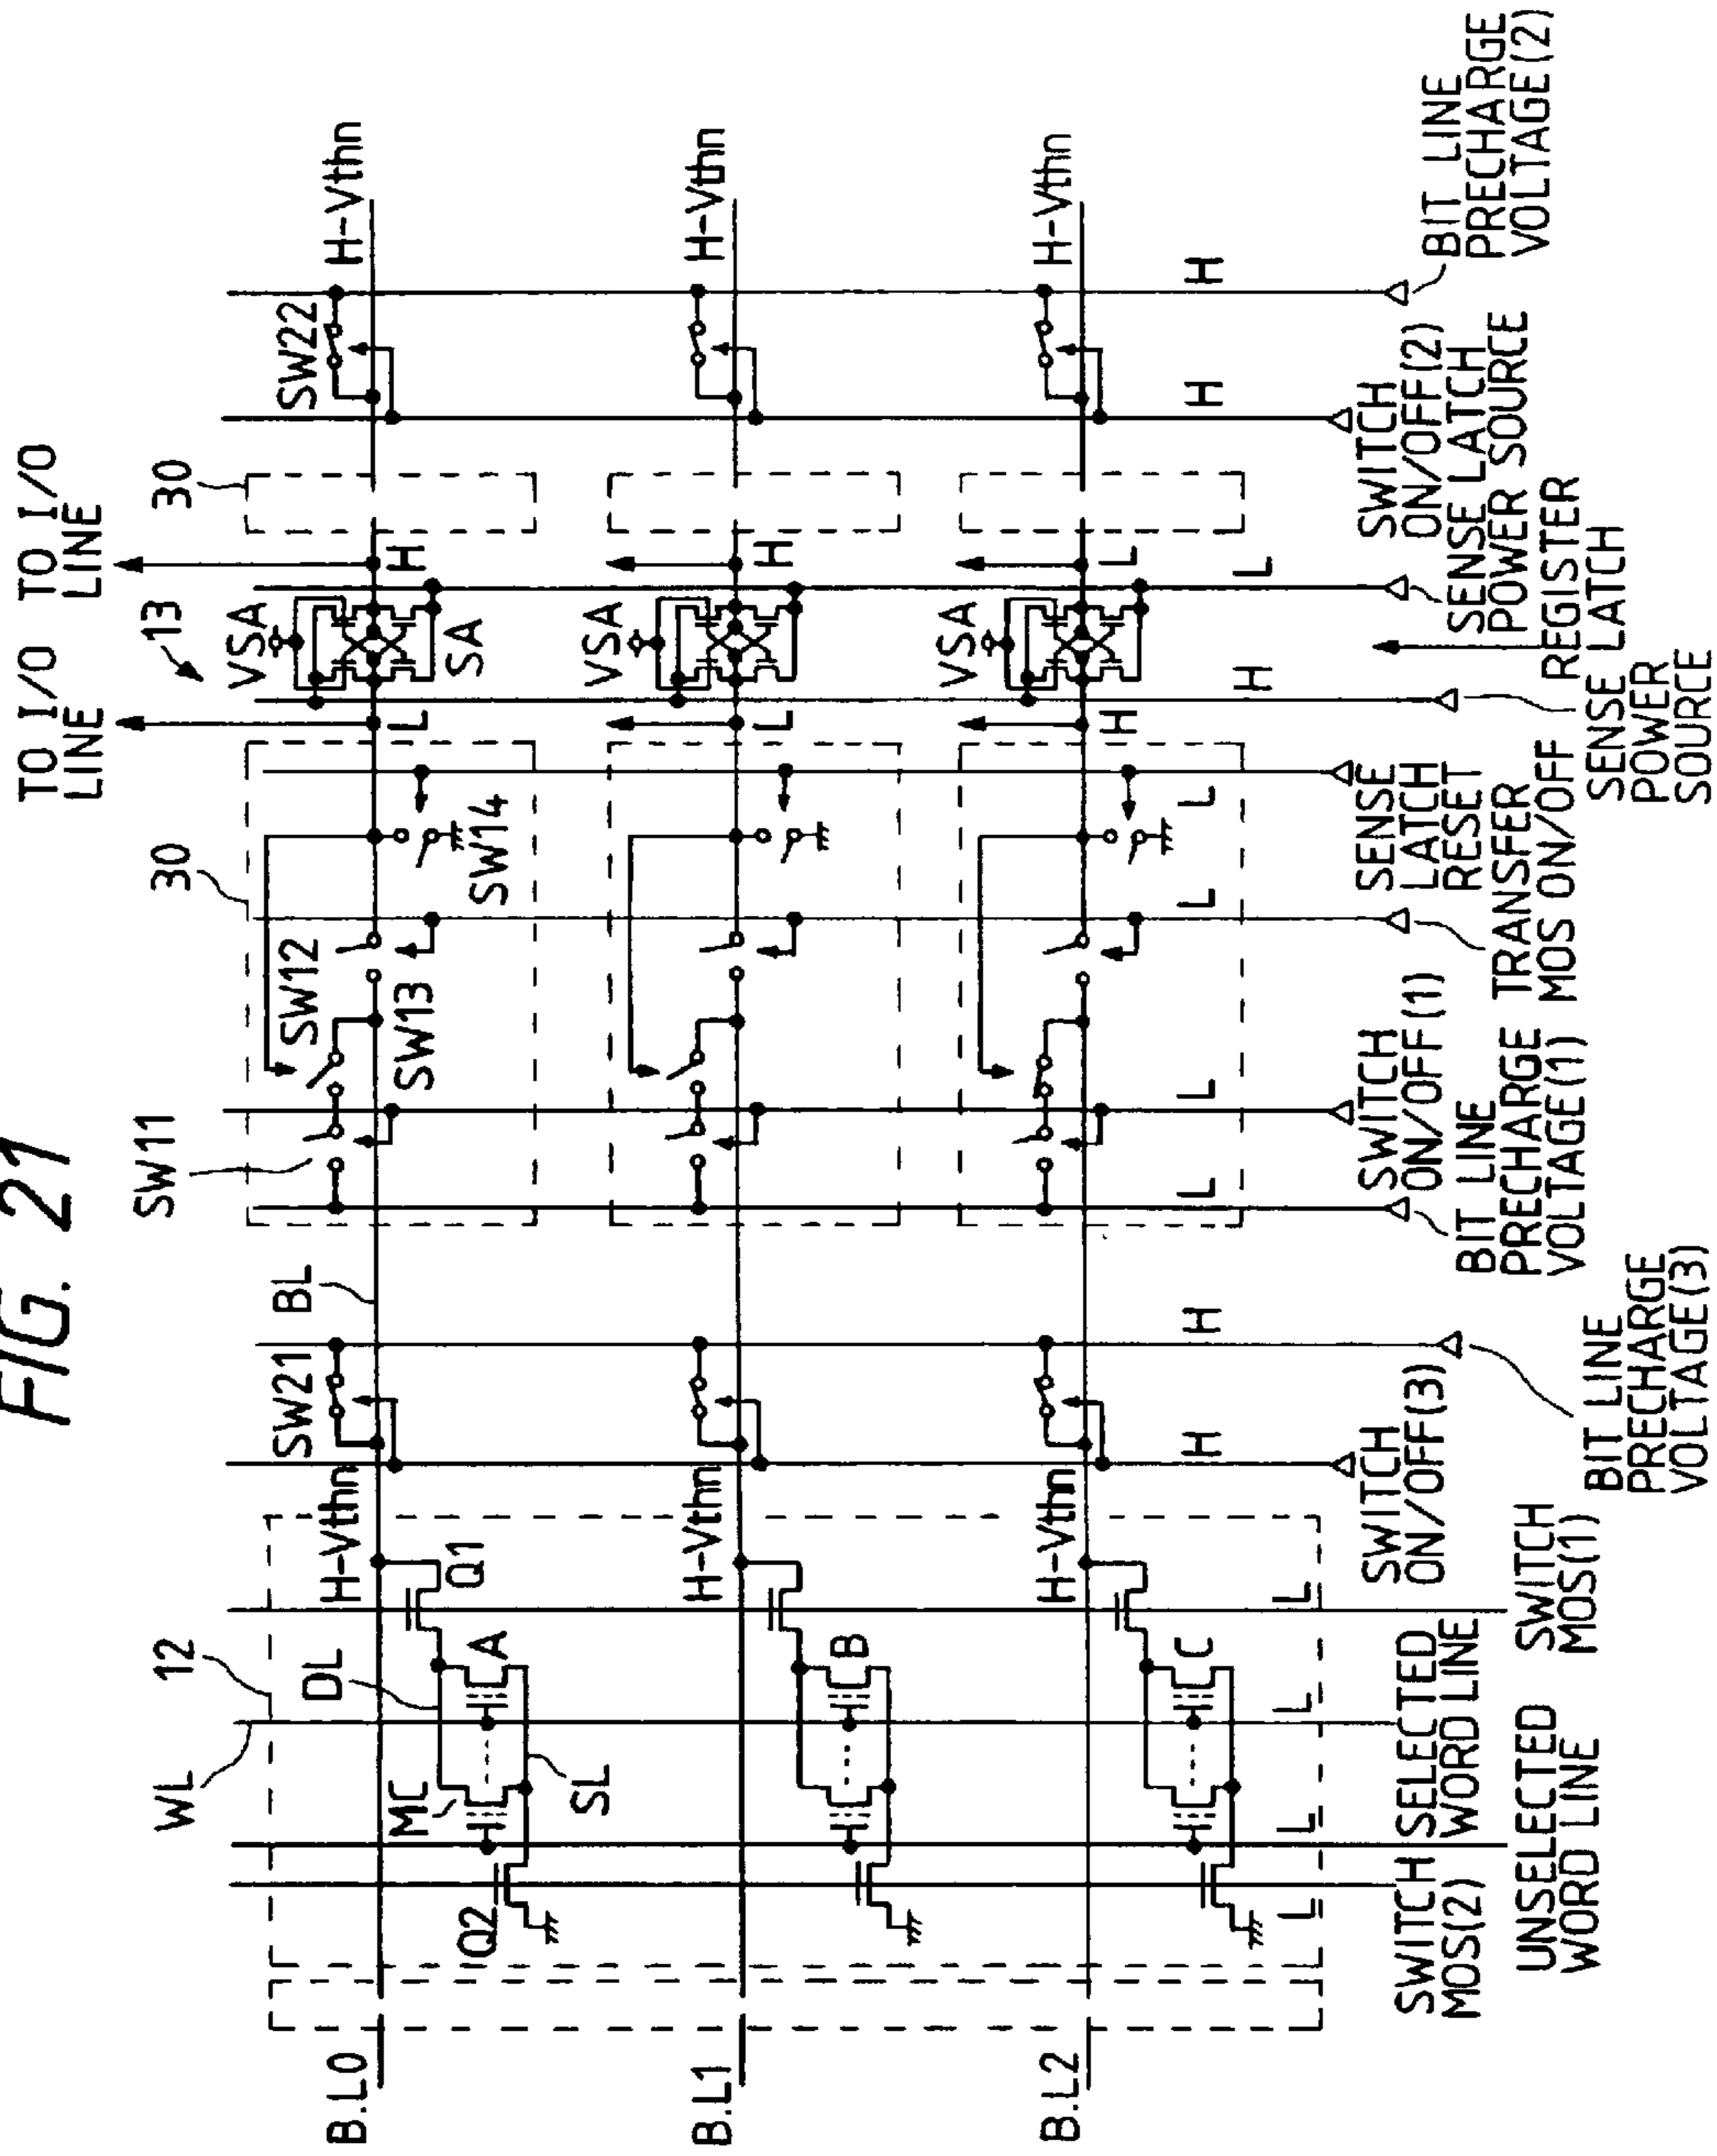 FIG. 21
TO I/O
LINE
TO I/O
LINE
WL
12
SW11
30
13
30
DL
MC
A
Q1
Q2
SL
H-Vthn
SW21
BL
SW12
SW13
SW14
L
VSA
SA
H
SW22
H-Vthn
B.L0
B
H-Vthn
L
VSA
H
H-Vthn
B.L1
C
H-Vthn
H
VSA
L
H-Vthn
B.L2
L
L
L
L
H
H
L
L
L
L
H
L
H
H
SWITCH
MOS(2)
UNSELECTED
WORD LINE
SELECTED
WORD LINE
SWITCH
MOS(1)
SWITCH
ON/OFF(3)
BIT LINE
PRECHARGE
VOLTAGE(3)
BIT LINE
PRECHARGE
VOLTAGE(1)
SWITCH
ON/OFF(1)
TRANSFER
MOS ON/OFF
SENSE
LATCH
RESET
SENSE LATCH
POWER
SOURCE
REGISTER
SENSE LATCH
POWER SOURCE
SWITCH
ON/OFF(2)
BIT LINE
PRECHARGE
VOLTAGE(2)